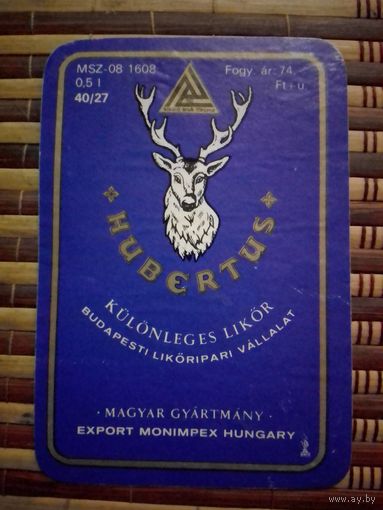 MSZ-08 1608
0,5 l
40/27
Fogy. ár: 74,
Ft+ü
HUBERTUS
KÜLÖNLEGES LIKŐR
BUDAPESTI LIKŐRIPARI VÁLLALAT
· MAGYAR GYÁRTMÁNY ·
EXPORT MONIMPEX HUNGARY
www.ay.by